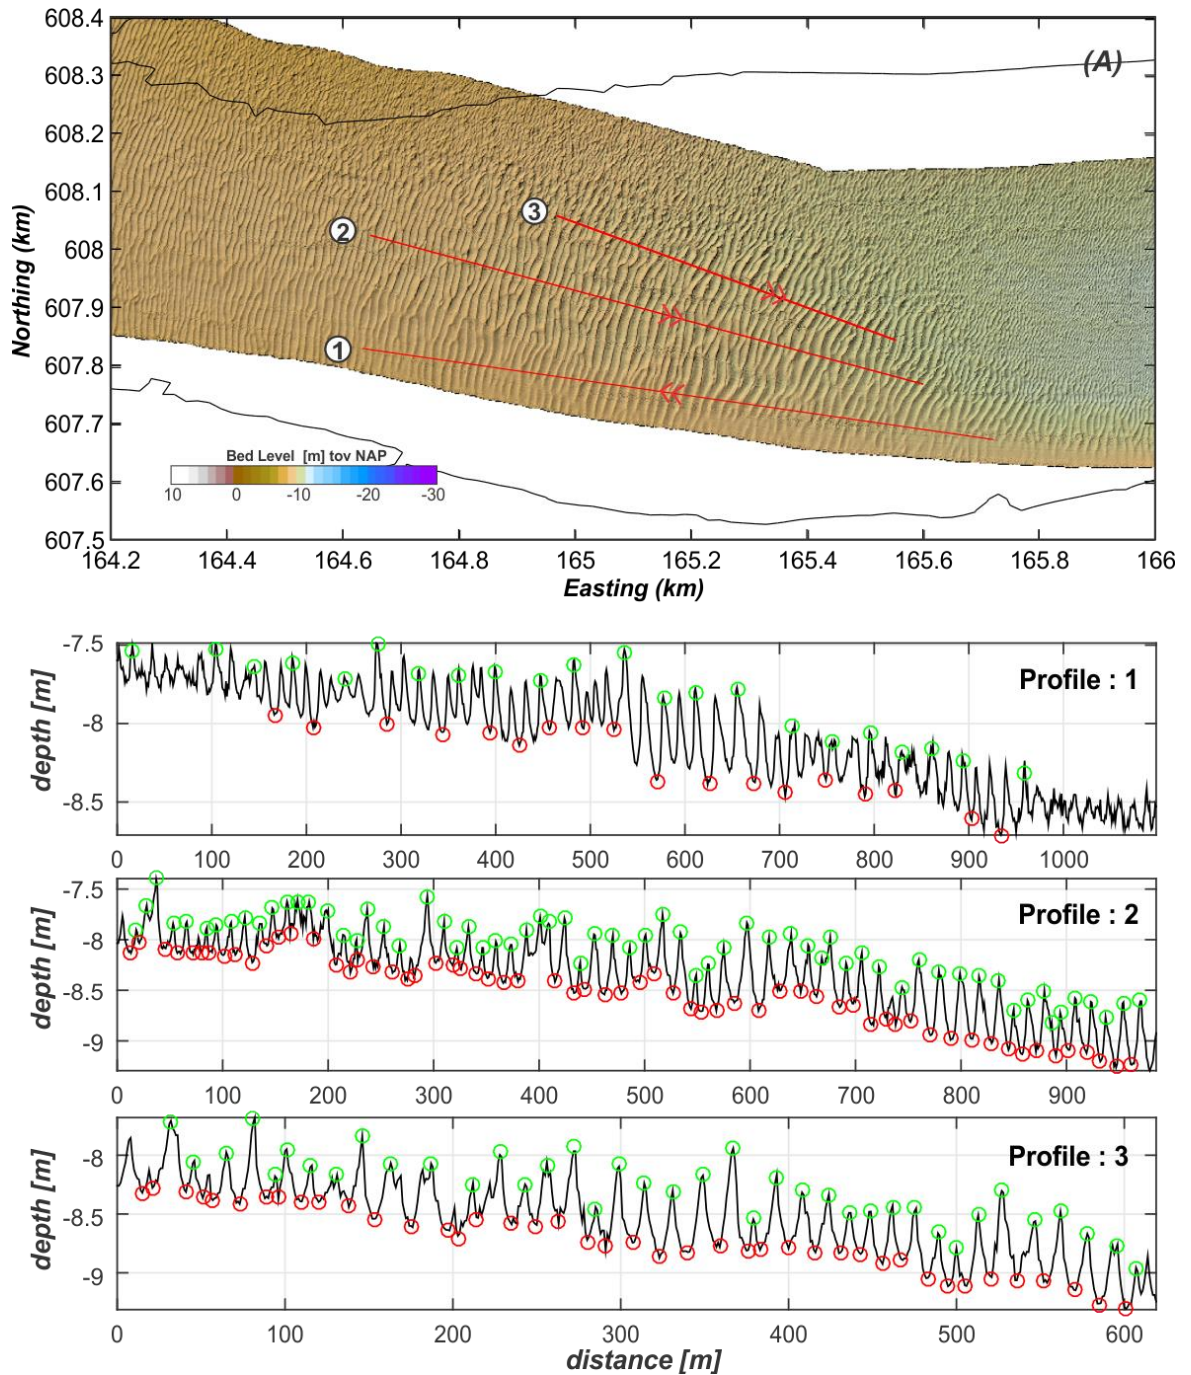 608.4
(A)
608.3
608.2
608.1
3
2
608
607.9
1
607.8
607.7
Bed Level [m] tov NAP
607.6
10 0 -10 -20 -30
607.5
164.2 164.4 164.6 164.8 165 165.2 165.4 165.6 165.8 166
Northing (km)
Easting (km)
-7.5
Profile : 1
-8
-8.5
depth [m]
0 100 200 300 400 500 600 700 800 900 1000
-7.5
Profile : 2
-8
-8.5
-9
depth [m]
0 100 200 300 400 500 600 700 800 900
-8
Profile : 3
-8.5
-9
depth [m]
0 100 200 300 400 500 600
distance [m]